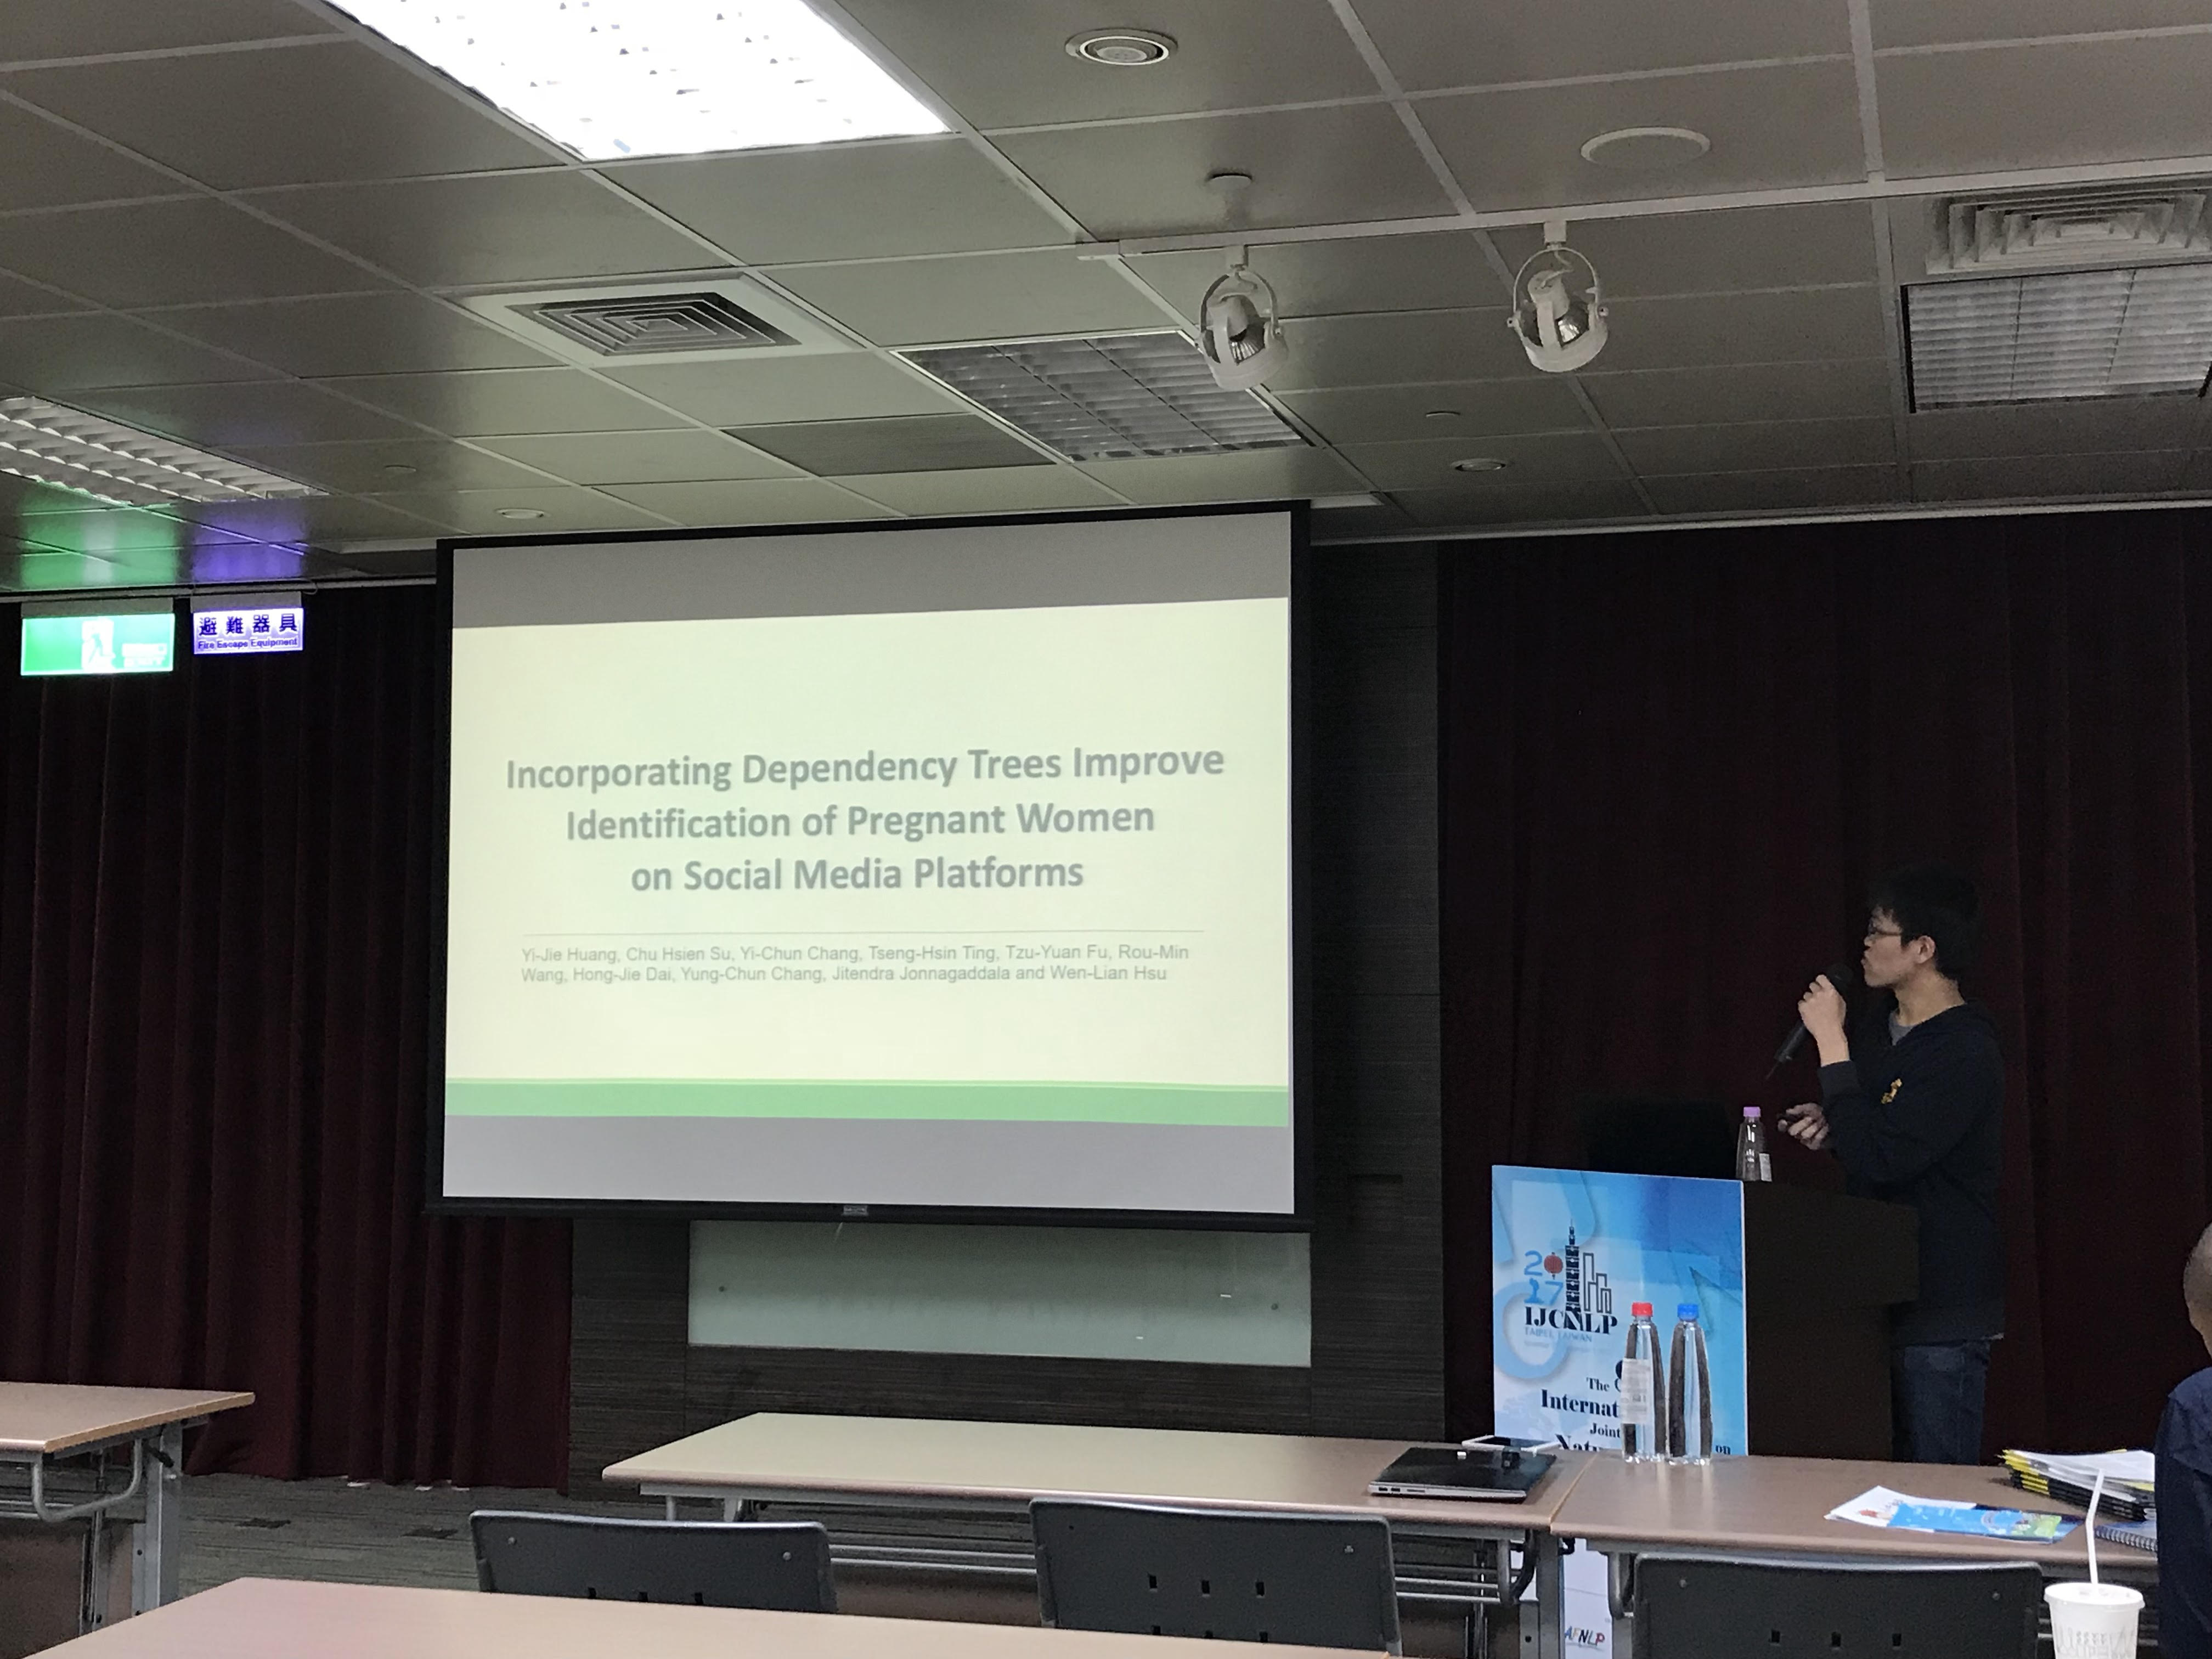 避難器具
Fire Escape Equipment
Incorporating Dependency Trees Improve
Identification of Pregnant Women
on Social Media Platforms
Yi-Jie Huang, Chu Hsien Su, Yi-Chun Chang, Tseng-Hsin Ting, Tzu-Yuan Fu, Rou-Min
Wang, Hong-Jie Dai, Yung-Chun Chang, Jitendra Jonnagaddala and Wen-Lian Hsu
2017
IJCNLP
TAIPEI, TAIWAN
The
Internat
Joint
Natu
on
AFNLP